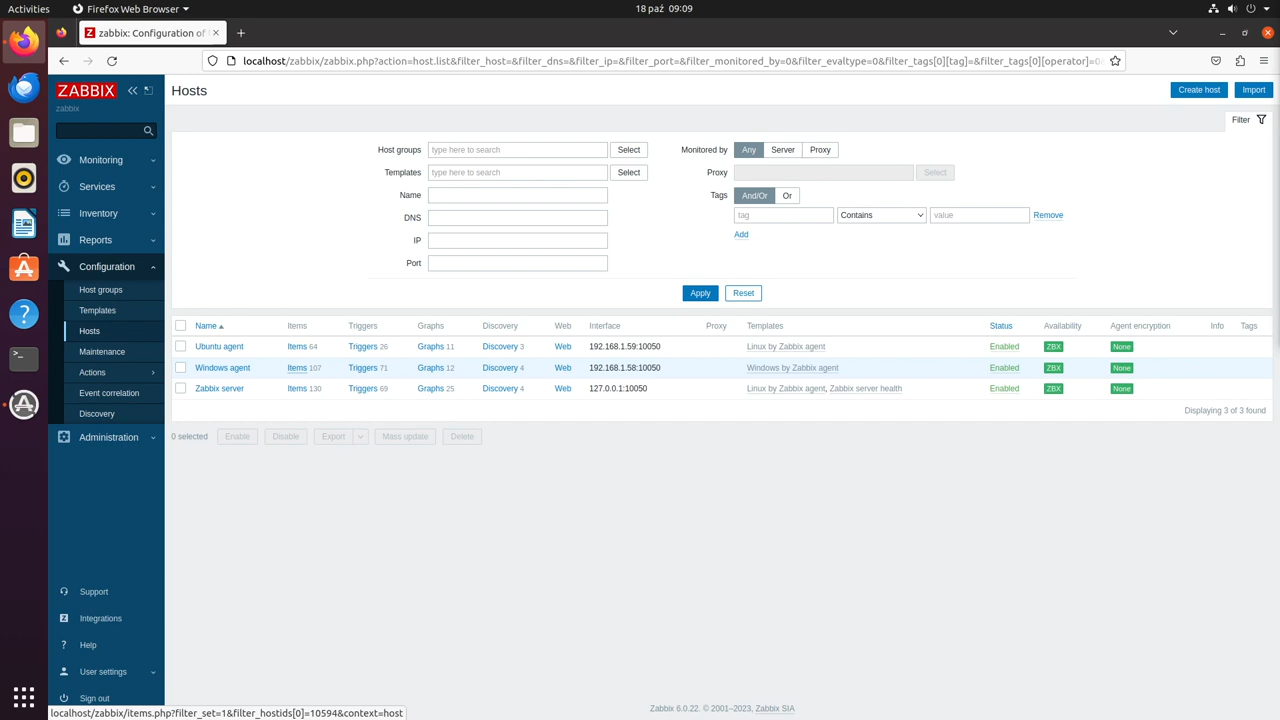 Activities
Firefox Web Browser
18 paź 09:09
Z zabbix: Configuration of
localhost/zabbix/zabbix.php?action=host.list&filter_host=&filter_dns=&filter_ip=&filter_port=&filter_monitored_by=0&filter_evaltype=0&filter_tags[0][tag]=&filter_tags[0][operator]=0
ZABBIX
zabbix
Monitoring
Services
Inventory
Reports
Configuration
Host groups
Templates
Hosts
Maintenance
Actions
Event correlation
Discovery
Administration
Support
Z Integrations
? Help
User settings
Sign out
Hosts
Create host Import
Filter
Host groups type here to search Select
Templates type here to search Select
Name
DNS
IP
Port
Monitored by Any Server Proxy
Proxy Select
Tags And/Or Or
tag Contains value Remove
Add
Apply Reset
Name Items Triggers Graphs Discovery Web Interface Proxy Templates Status Availability Agent encryption Info Tags
Ubuntu agent Items 64 Triggers 26 Graphs 11 Discovery 3 Web 192.168.1.59:10050 Linux by Zabbix agent Enabled ZBX None
Windows agent Items 107 Triggers 71 Graphs 12 Discovery 4 Web 192.168.1.58:10050 Windows by Zabbix agent Enabled ZBX None
Zabbix server Items 130 Triggers 69 Graphs 25 Discovery 4 Web 127.0.0.1:10050 Linux by Zabbix agent, Zabbix server health Enabled ZBX None
Displaying 3 of 3 found
0 selected Enable Disable Export Mass update Delete
Zabbix 6.0.22. © 2001–2023, Zabbix SIA
localhost/zabbix/items.php?filter_set=1&filter_hostids[0]=10594&context=host